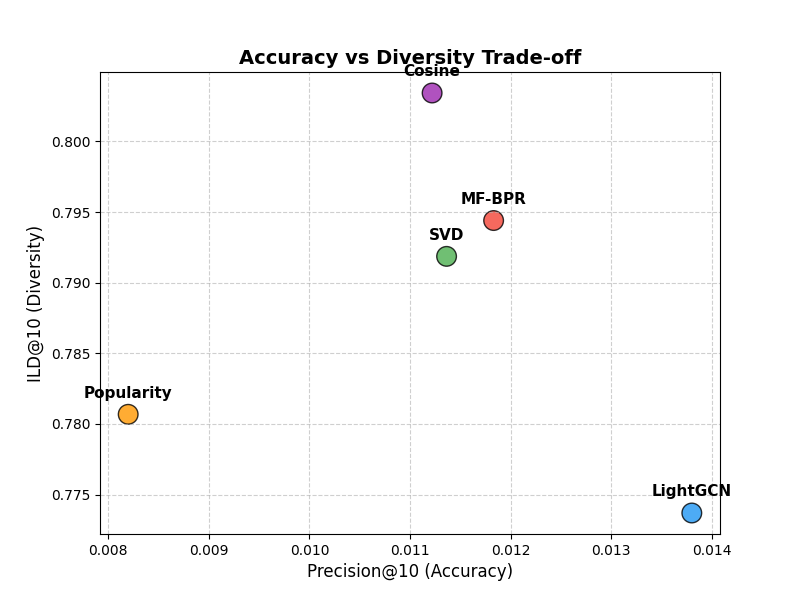 Accuracy vs Diversity Trade-off
Cosine
0.800
MF-BPR
0.795
SVD
0.790
0.785
Popularity
0.780
LightGCN
0.775
ILD@10 (Diversity)
0.008 0.009 0.010 0.011 0.012 0.013 0.014
Precision@10 (Accuracy)